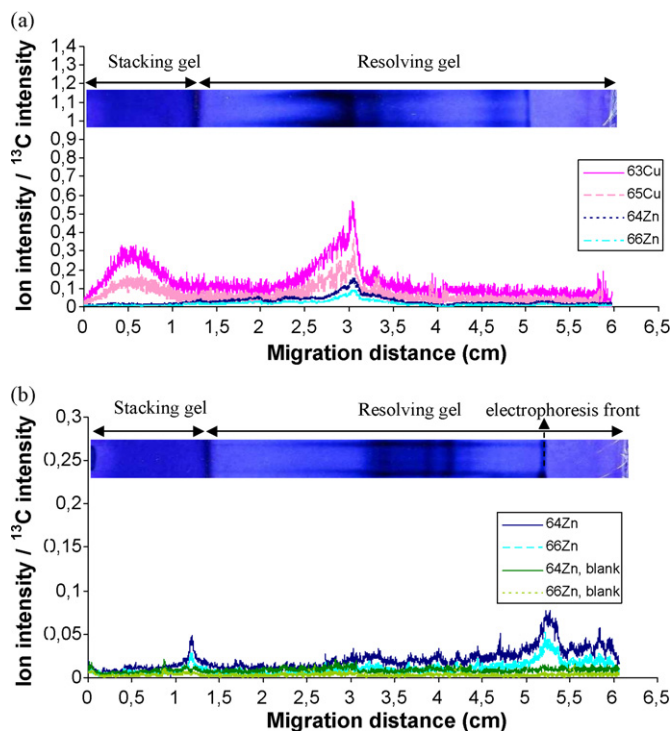 (a)
Stacking gel Resolving gel
Ion intensity / ¹³C intensity
1,4
1,3
1,2
1,1
1
0,9
0,8
0,7
0,6
0,5
0,4
0,3
0,2
0,1
0
63Cu
65Cu
64Zn
66Zn
0 0,5 1 1,5 2 2,5 3 3,5 4 4,5 5 5,5 6 6,5
Migration distance (cm)
(b)
Stacking gel Resolving gel electrophoresis front
Ion intensity / ¹³C intensity
0,3
0,25
0,2
0,15
0,1
0,05
0
64Zn
66Zn
64Zn, blank
66Zn, blank
0 0,5 1 1,5 2 2,5 3 3,5 4 4,5 5 5,5 6 6,5
Migration distance (cm)